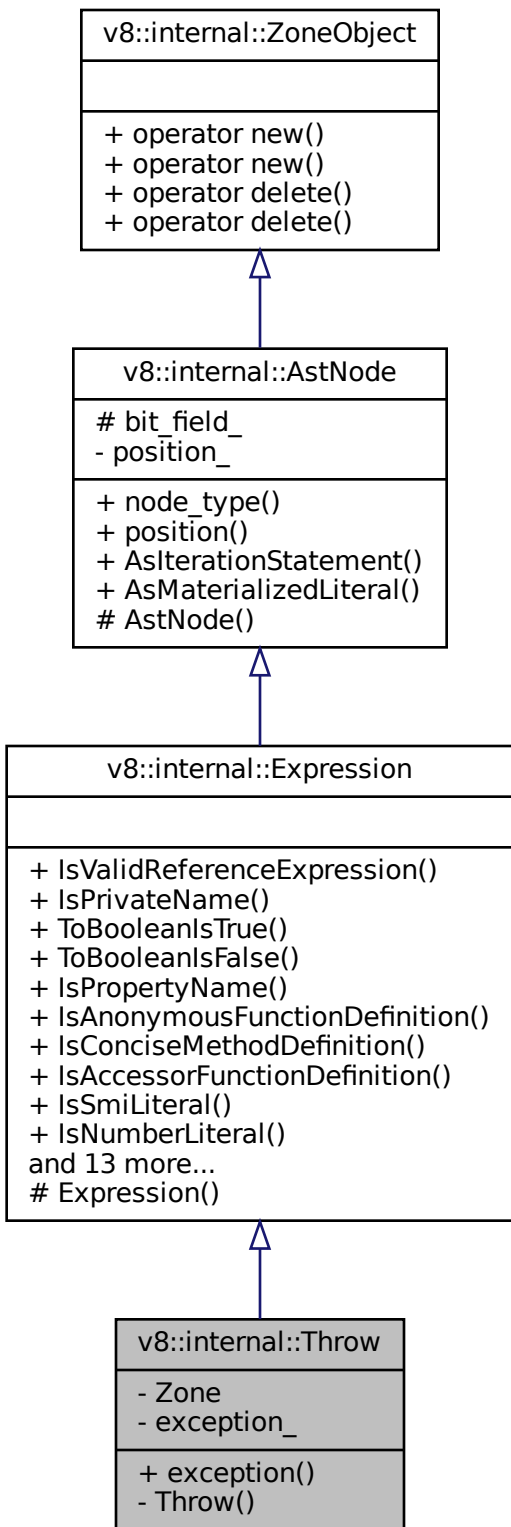 v8::internal::ZoneObject
+ operator new()
+ operator new()
+ operator delete()
+ operator delete()
v8::internal::AstNode
# bit_field_
- position_
+ node_type()
+ position()
+ AsIterationStatement()
+ AsMaterializedLiteral()
# AstNode()
v8::internal::Expression
+ IsValidReferenceExpression()
+ IsPrivateName()
+ ToBooleanIsTrue()
+ ToBooleanIsFalse()
+ IsPropertyName()
+ IsAnonymousFunctionDefinition()
+ IsConciseMethodDefinition()
+ IsAccessorFunctionDefinition()
+ IsSmiLiteral()
+ IsNumberLiteral()
and 13 more...
# Expression()
v8::internal::Throw
- Zone
- exception_
+ exception()
- Throw()